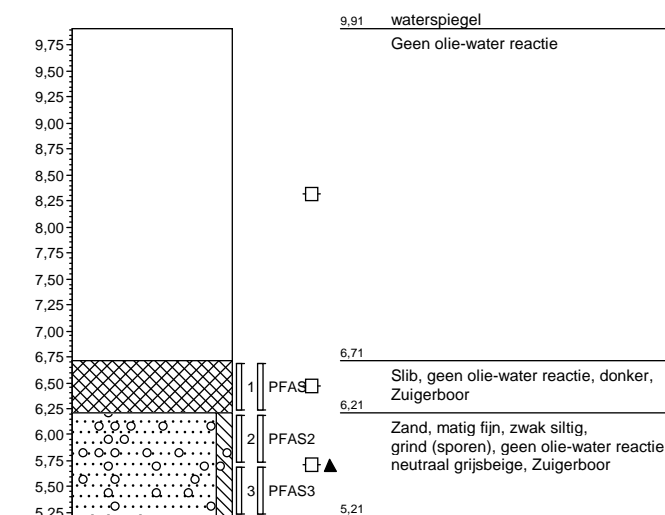 9,91 waterspiegel
9,75
Geen olie-water reactie
9,50
9,25
9,00
8,75
8,50
8,25
8,00
7,75
7,50
7,25
7,00
6,75
6,71
6,50
1 PFAS
Slib, geen olie-water reactie, donker,
Zuigerboor
6,25
6,21
6,00
2 PFAS2
Zand, matig fijn, zwak siltig,
grind (sporen), geen olie-water reactie
neutraal grijsbeige, Zuigerboor
5,75
5,50
3 PFAS3
5,25
5,21